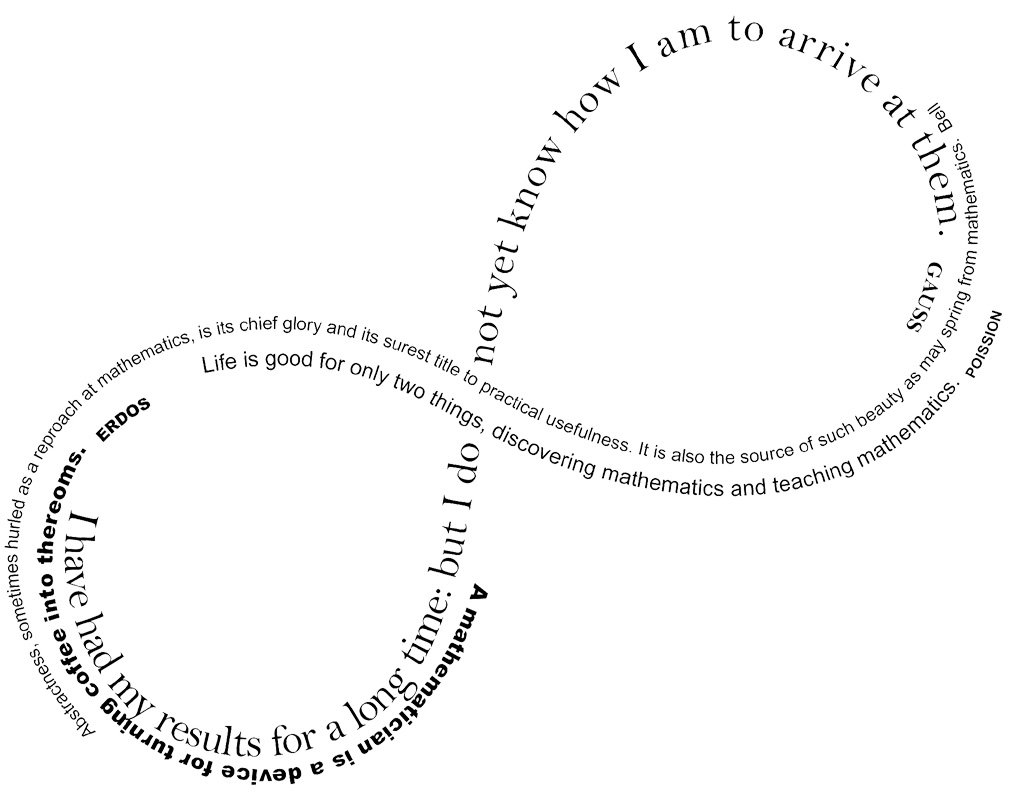 I have had my results for a long time: but I do not yet know how I am to arrive at them. GAUSS
Abstractness, sometimes hurled as a reproach at mathematics, is its chief glory and its surest title to practical usefulness. It is also the source of such beauty as may spring from mathematics. Bell
Life is good for only two things, discovering mathematics and teaching mathematics. POISSION
A mathematician is a device for turning coffee into thereoms. ERDOS